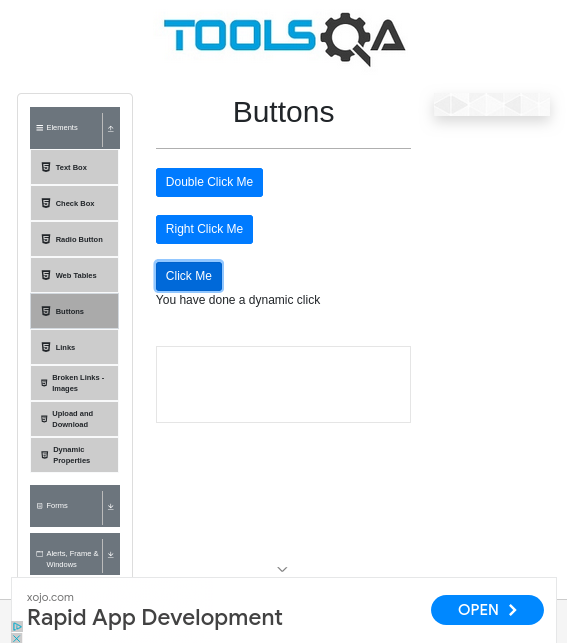 TOOLSQA
Elements
Text Box
Check Box
Radio Button
Web Tables
Buttons
Links
Broken Links -
Images
Upload and
Download
Dynamic
Properties
Forms
Alerts, Frame &
Windows
Buttons
Double Click Me
Right Click Me
Click Me
You have done a dynamic click
xojo.com
Rapid App Development
OPEN